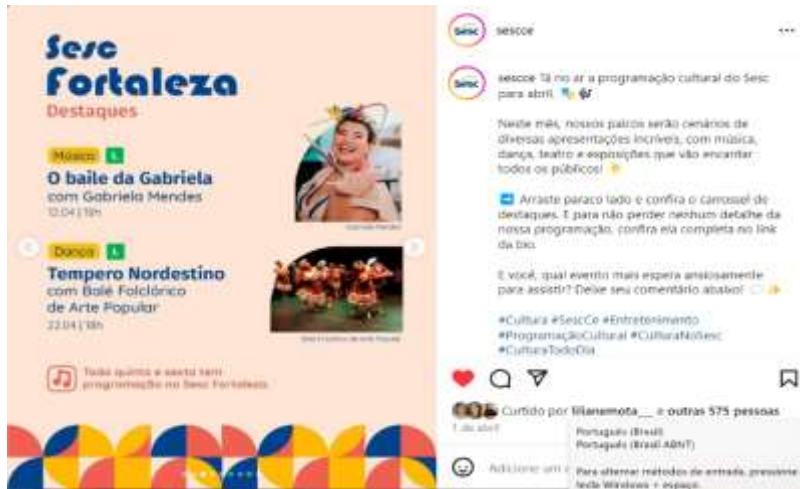 Sesc
Fortaleza
Destaques
Música L
O baile da Gabriela
com Gabriela Mendes
12.04 | 18h
Gabriela Mendes
Dança L
Tempero Nordestino
com Balé Folclórico
de Arte Popular
22.04 | 18h
Toda quinta e sexta tem
programação no Sesc Fortaleza.
Sesc
sescce
Sesc
sescce Tá no ar a programação cultural do Sesc
para abril.
Neste mês, nossos palcos serão cenários de
diversas apresentações incríveis, com música,
dança, teatro e exposições que vão encantar
todos os públicos!
Arraste paraco lado e confira o carrossel de
destaques. E para não perder nenhum detalhe da
nossa programação, confira ela completa no link
da bio.
E você, qual evento mais espera ansiosamente
para assistir? Deixe seu comentário abaixo!
#Cultura #SescCe #Entretenimento
#ProgramaçãoCultural #CulturaNoSesc
#CulturaTodoDia
Curtido por lilianemota__ e outras 575 pessoas
1 de abril
Adicione um
Português (Brasil)
Português (Brasil ABNT)
Para alternar métodos de entrada, pressione
tecla Windows + espaço.